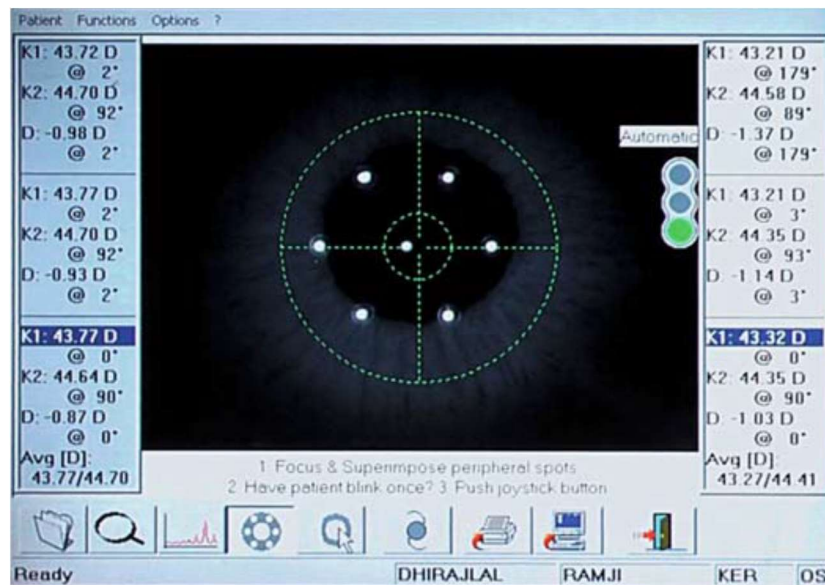 Patient Functions Options ?
K1: 43.72 D
@ 2°
K2: 44.70 D
@ 92°
D: -0.98 D
@ 2°
K1: 43.77 D
@ 2°
K2: 44.70 D
@ 92°
D: -0.93 D
@ 2°
K1: 43.77 D
@ 0°
K2: 44.64 D
@ 90°
D: -0.87 D
@ 0°
Avg [D]:
43.77/44.70
Automatic
K1: 43.21 D
@ 179°
K2: 44.58 D
@ 89°
D: -1.37 D
@ 179°
K1: 43.21 D
@ 3°
K2: 44.35 D
@ 93°
D: -1.14 D
@ 3°
K1: 43.32 D
@ 0°
K2: 44.35 D
@ 90°
D: -1.03 D
@ 0°
Avg [D]:
43.27/44.41
1 Focus & Superimpose peripheral spots
2 Have patient blink once? 3 Push joystick button
Ready DHIRAJLAL RAMJI KER OS